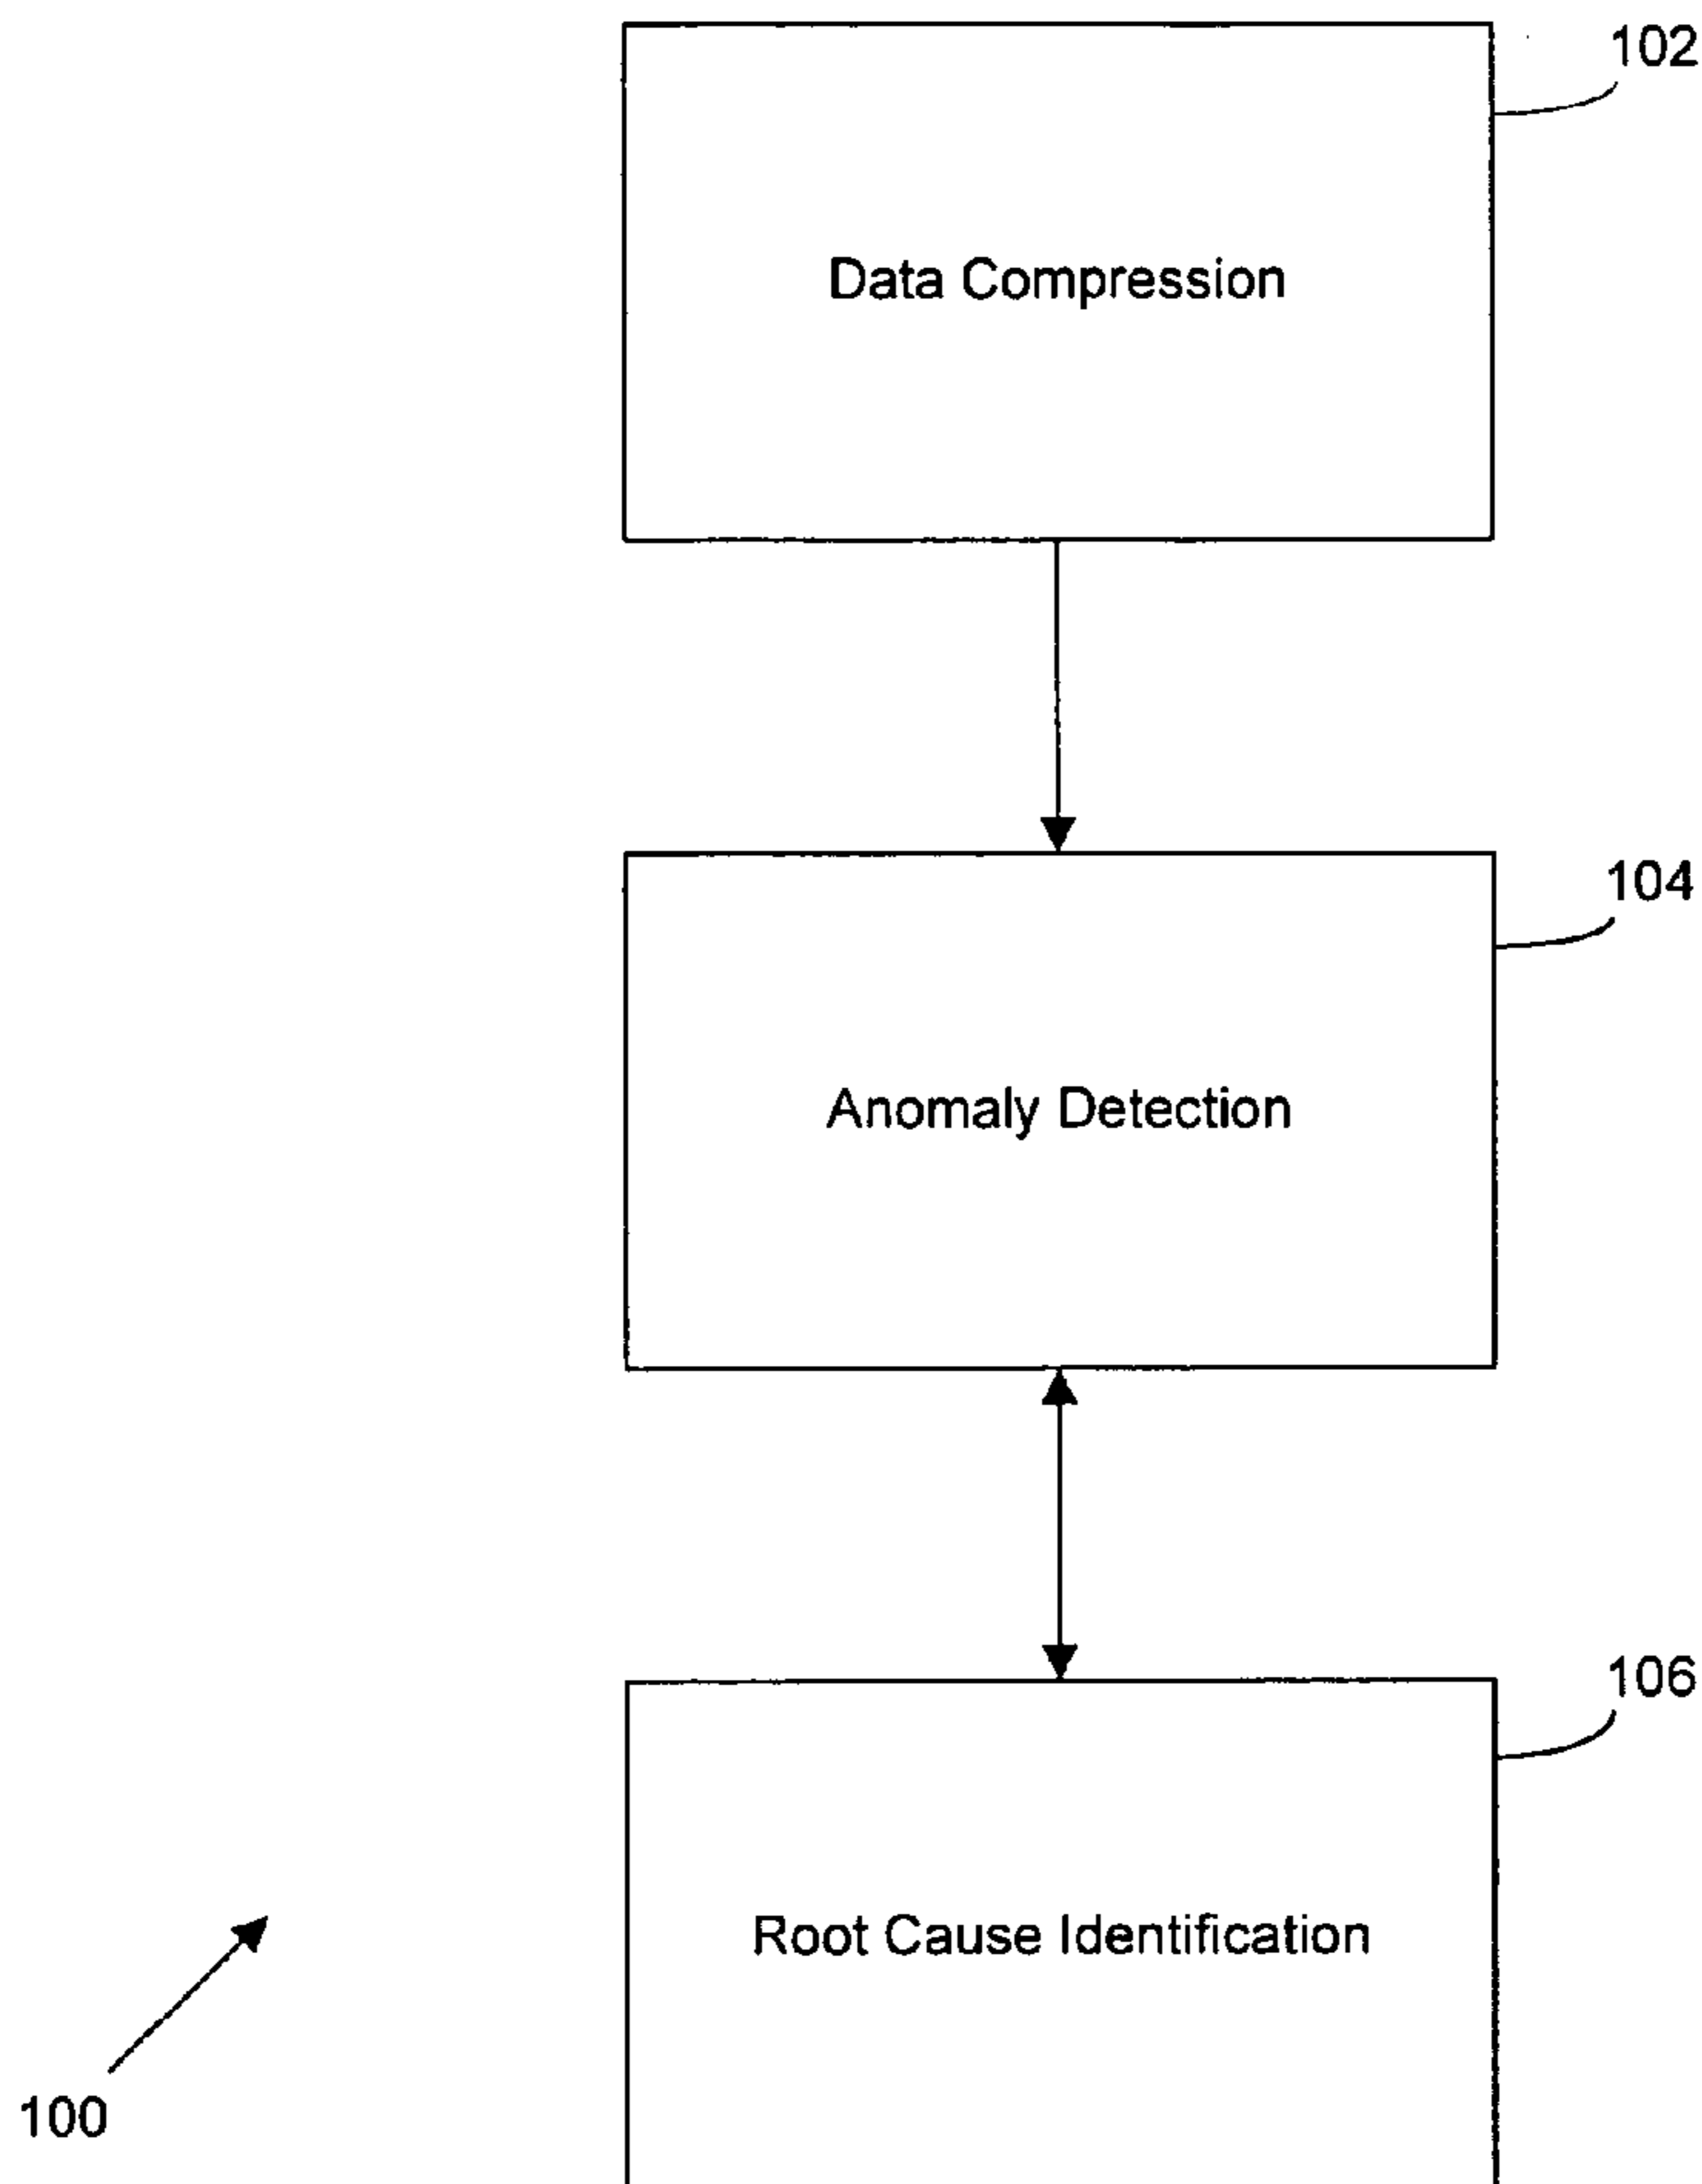 102
Data Compression
104
Anomaly Detection
106
Root Cause Identification
100